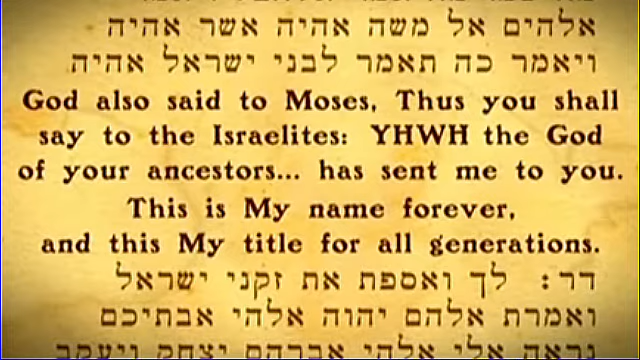 אלהים אל משה אהיה אשר אהיה
ויאמר כה תאמר לבני ישראל אהיה
God also said to Moses, Thus you shall
say to the Israelites: YHWH the God
of your ancestors... has sent me to you.
This is My name forever,
and this My title for all generations.
דר: לך ואספת את זקני ישראל
ואמרת אלהם יהוה אלהי אבתיכם
נראה אלי אלהי אברהם יצחק ויעקב